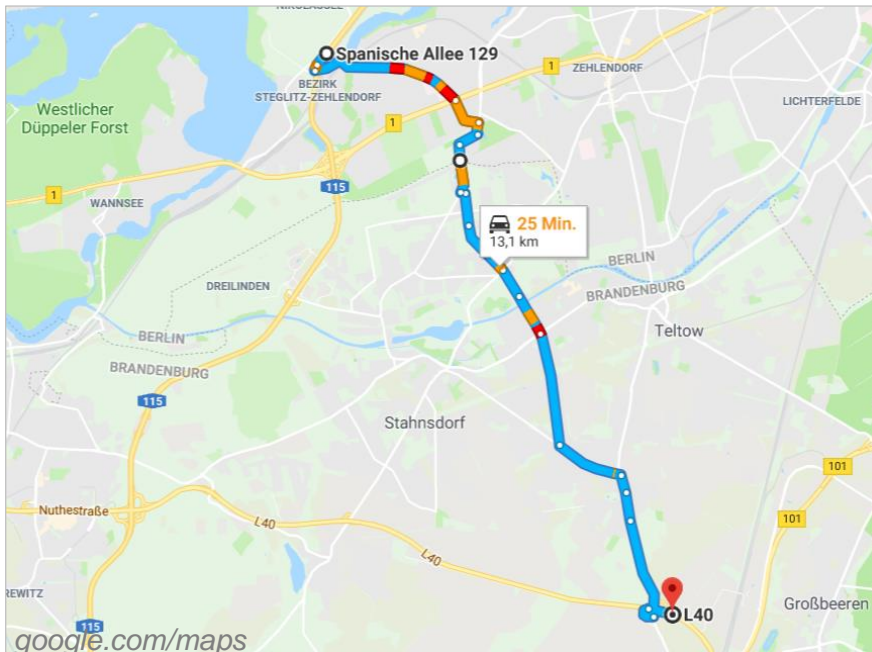 NIKOLASSEE
Spanische Allee 129
BEZIRK
STEGLITZ-ZEHLENDORF
1
ZEHLENDORF
LICHTERFELDE
Westlicher
Düppeler Forst
1
115
1
WANNSEE
25 Min.
13,1 km
DREILINDEN
BERLIN
BRANDENBURG
Teltow
BERLIN
BRANDENBURG
115
Stahnsdorf
101
Nuthestraße
L40
101
L40
REWITZ
Großbeeren
L40
115
google.com/maps